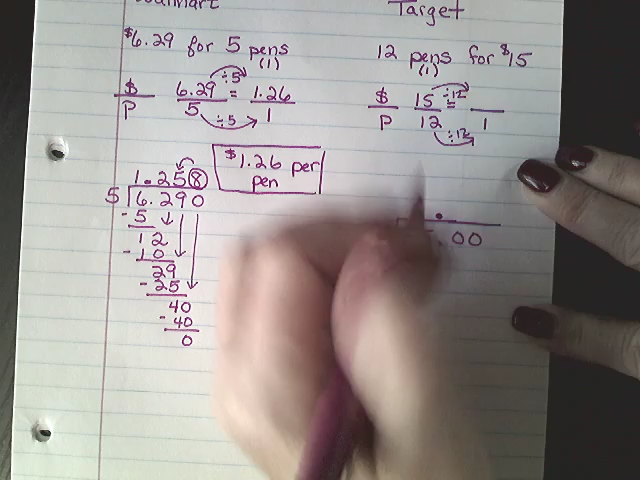 Target
$6.29 for 5 pens
(1)
12 pens for $15
(1)
$/P 6.29/5 = 1.26/1
÷5
÷5
$/P 15/12 = /1
÷12
÷12
$1.26 per
pen
1.258
5 6.290
-5
12
-10
29
-25
40
-40
0
.00